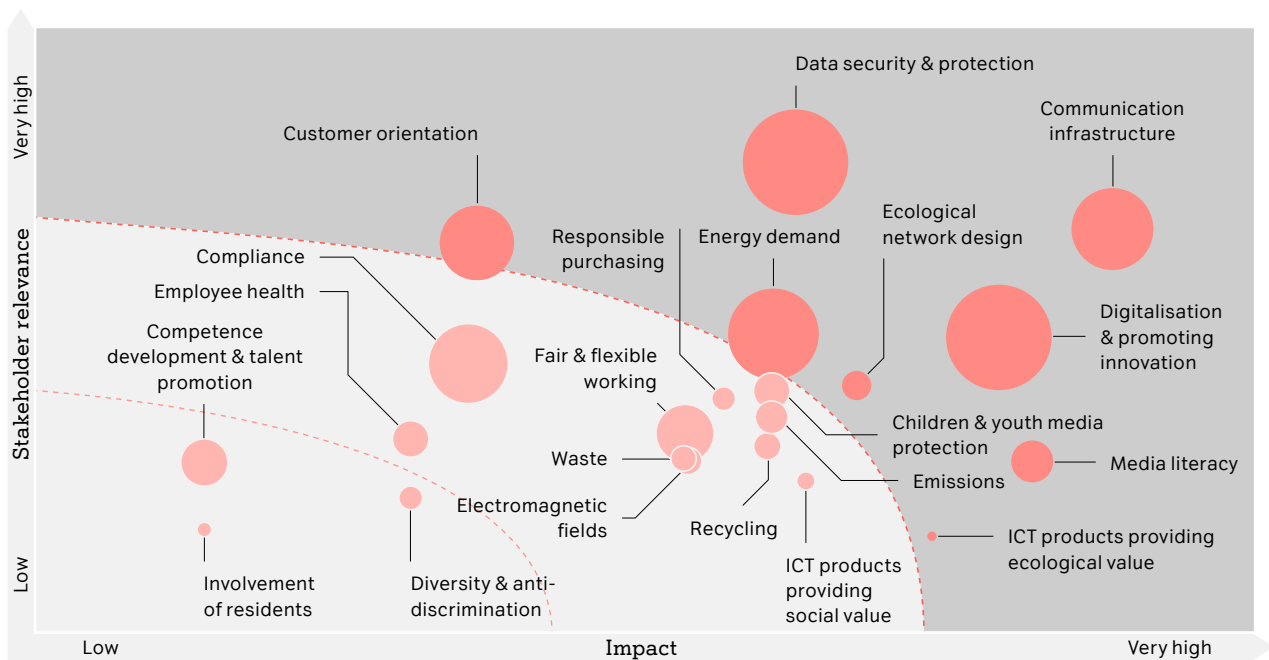 Very high
Stakeholder relevance
Low
Data security & protection
Communication
infrastructure
Customer orientation
Ecological
network design
Responsible
purchasing
Energy demand
Compliance
Employee health
Competence
development & talent
promotion
Digitalisation
& promoting
innovation
Fair & flexible
working
Children & youth media
protection
Waste
Media literacy
Emissions
Electromagnetic
fields
Recycling
ICT products providing
ecological value
ICT products
providing
social value
Involvement
of residents
Diversity & anti-
discrimination
Low
Impact
Very high